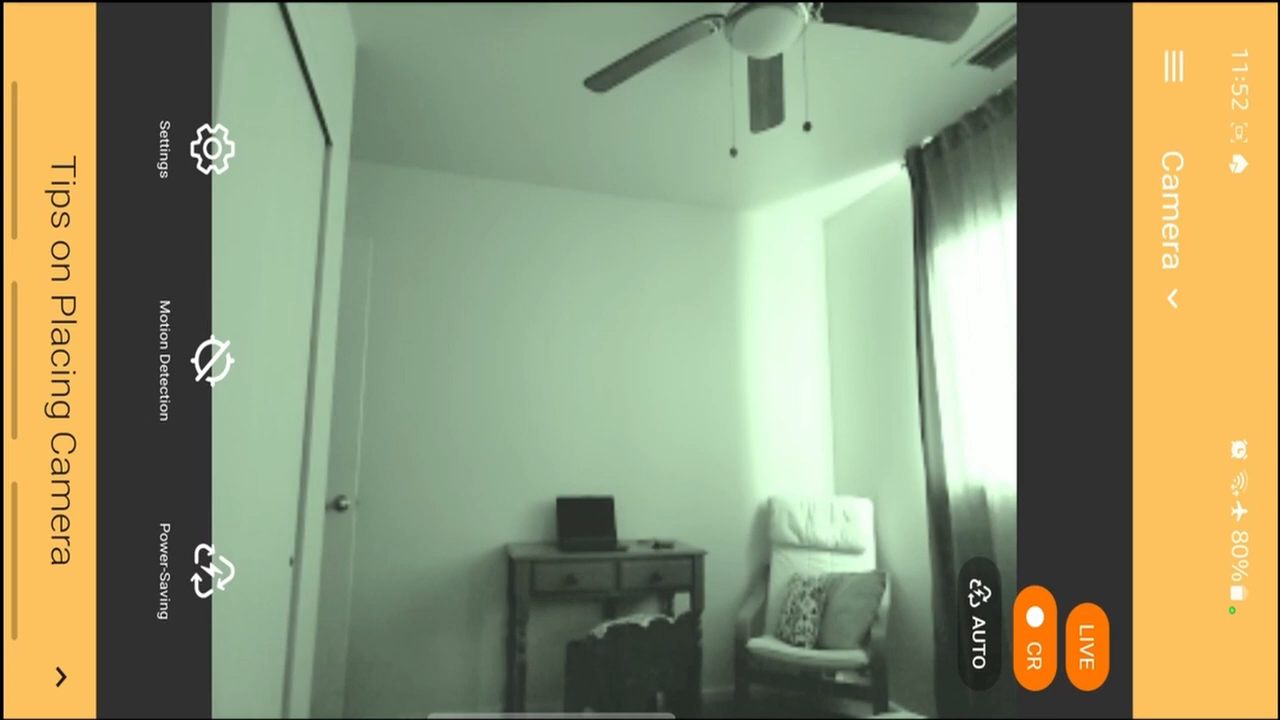 11:52
80%
Camera
LIVE
CR
AUTO
Settings
Motion Detection
Power-Saving
Tips on Placing Camera